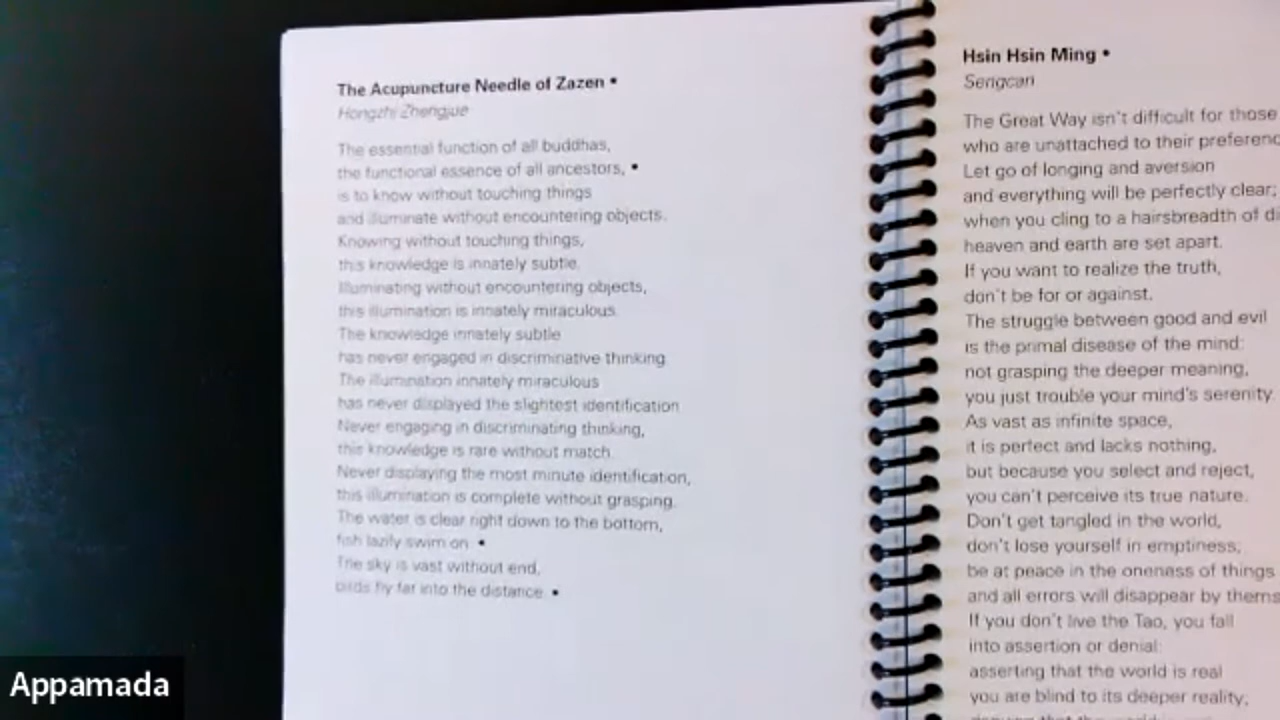 The Acupuncture Needle of Zazen •
Hongzhi Zhengjue
The essential function of all buddhas,
the functional essence of all ancestors, •
is to know without touching things
and illuminate without encountering objects.
Knowing without touching things,
this knowledge is innately subtle.
Illuminating without encountering objects,
this illumination is innately miraculous.
The knowledge innately subtle
has never engaged in discriminative thinking.
The illumination innately miraculous
has never displayed the slightest identification.
Never engaging in discriminating thinking,
this knowledge is rare without match.
Never displaying the most minute identification,
this illumination is complete without grasping.
The water is clear right down to the bottom,
fish lazily swim on. •
The sky is vast without end,
birds fly far into the distance. •
Hsin Hsin Ming •
Sengcan
The Great Way isn't difficult for those
who are unattached to their
Let go of longing and aversion
and everything will be perfectly clear;
when you cling to a hairsbreadth of
heaven and earth are set apart.
If you want to realize the truth,
don't be for or against.
The struggle between good and evil
is the primal disease of the mind:
not grasping the deeper meaning,
you just trouble your mind's serenity.
As vast as infinite space,
it is perfect and lacks nothing,
but because you select and reject,
you can't perceive its true nature.
Don't get tangled in the world,
don't lose yourself in emptiness;
be at peace in the oneness of things
and all errors will disappear by
If you don't live the Tao, you fall
into assertion or denial:
asserting that the world is real
you are blind to its deeper reality;
Appamada